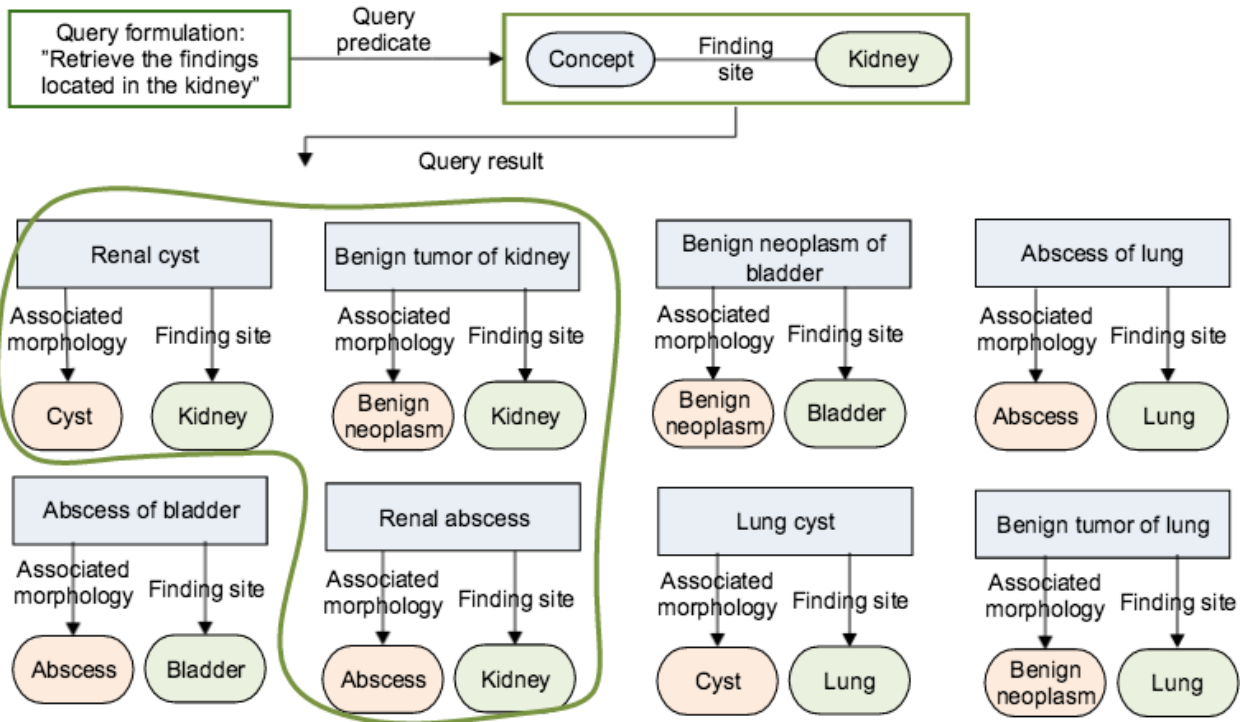 Query formulation:
”Retrieve the findings
located in the kidney”
Query
predicate
Concept
Finding
site
Kidney
Query result
Renal cyst
Associated
morphology
Finding site
Cyst
Kidney
Benign tumor of kidney
Associated
morphology
Finding site
Benign
neoplasm
Kidney
Benign neoplasm of
bladder
Associated
morphology
Finding site
Benign
neoplasm
Bladder
Abscess of lung
Associated
morphology
Finding site
Abscess
Lung
Abscess of bladder
Associated
morphology
Finding site
Abscess
Bladder
Renal abscess
Associated
morphology
Finding site
Abscess
Kidney
Lung cyst
Associated
morphology
Finding site
Cyst
Lung
Benign tumor of lung
Associated
morphology
Finding site
Benign
neoplasm
Lung